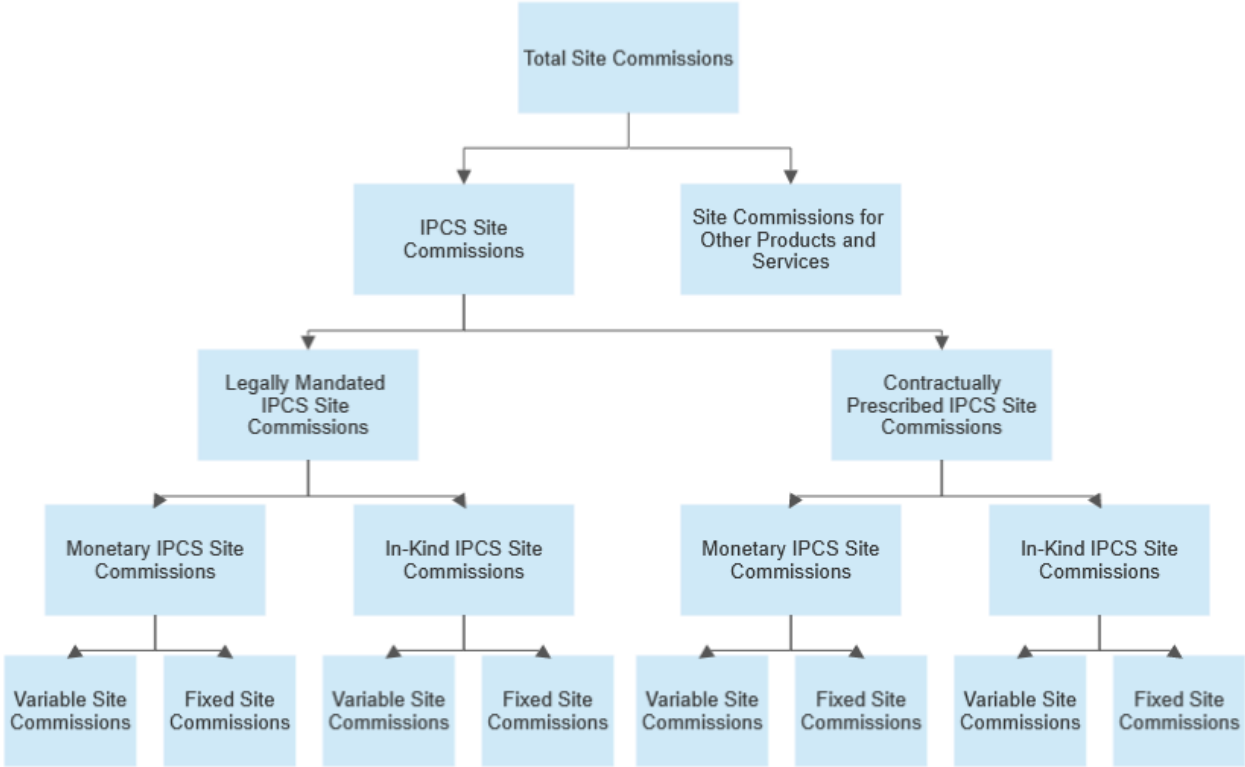 Total Site Commissions
IPCS Site
Commissions
Site Commissions for
Other Products and
Services
Legally Mandated
IPCS Site
Commissions
Contractually
Prescribed IPCS Site
Commissions
Monetary IPCS Site
Commissions
In-Kind IPCS Site
Commissions
Monetary IPCS Site
Commissions
In-Kind IPCS Site
Commissions
Variable Site
Commissions
Fixed Site
Commissions
Variable Site
Commissions
Fixed Site
Commissions
Variable Site
Commissions
Fixed Site
Commissions
Variable Site
Commissions
Fixed Site
Commissions